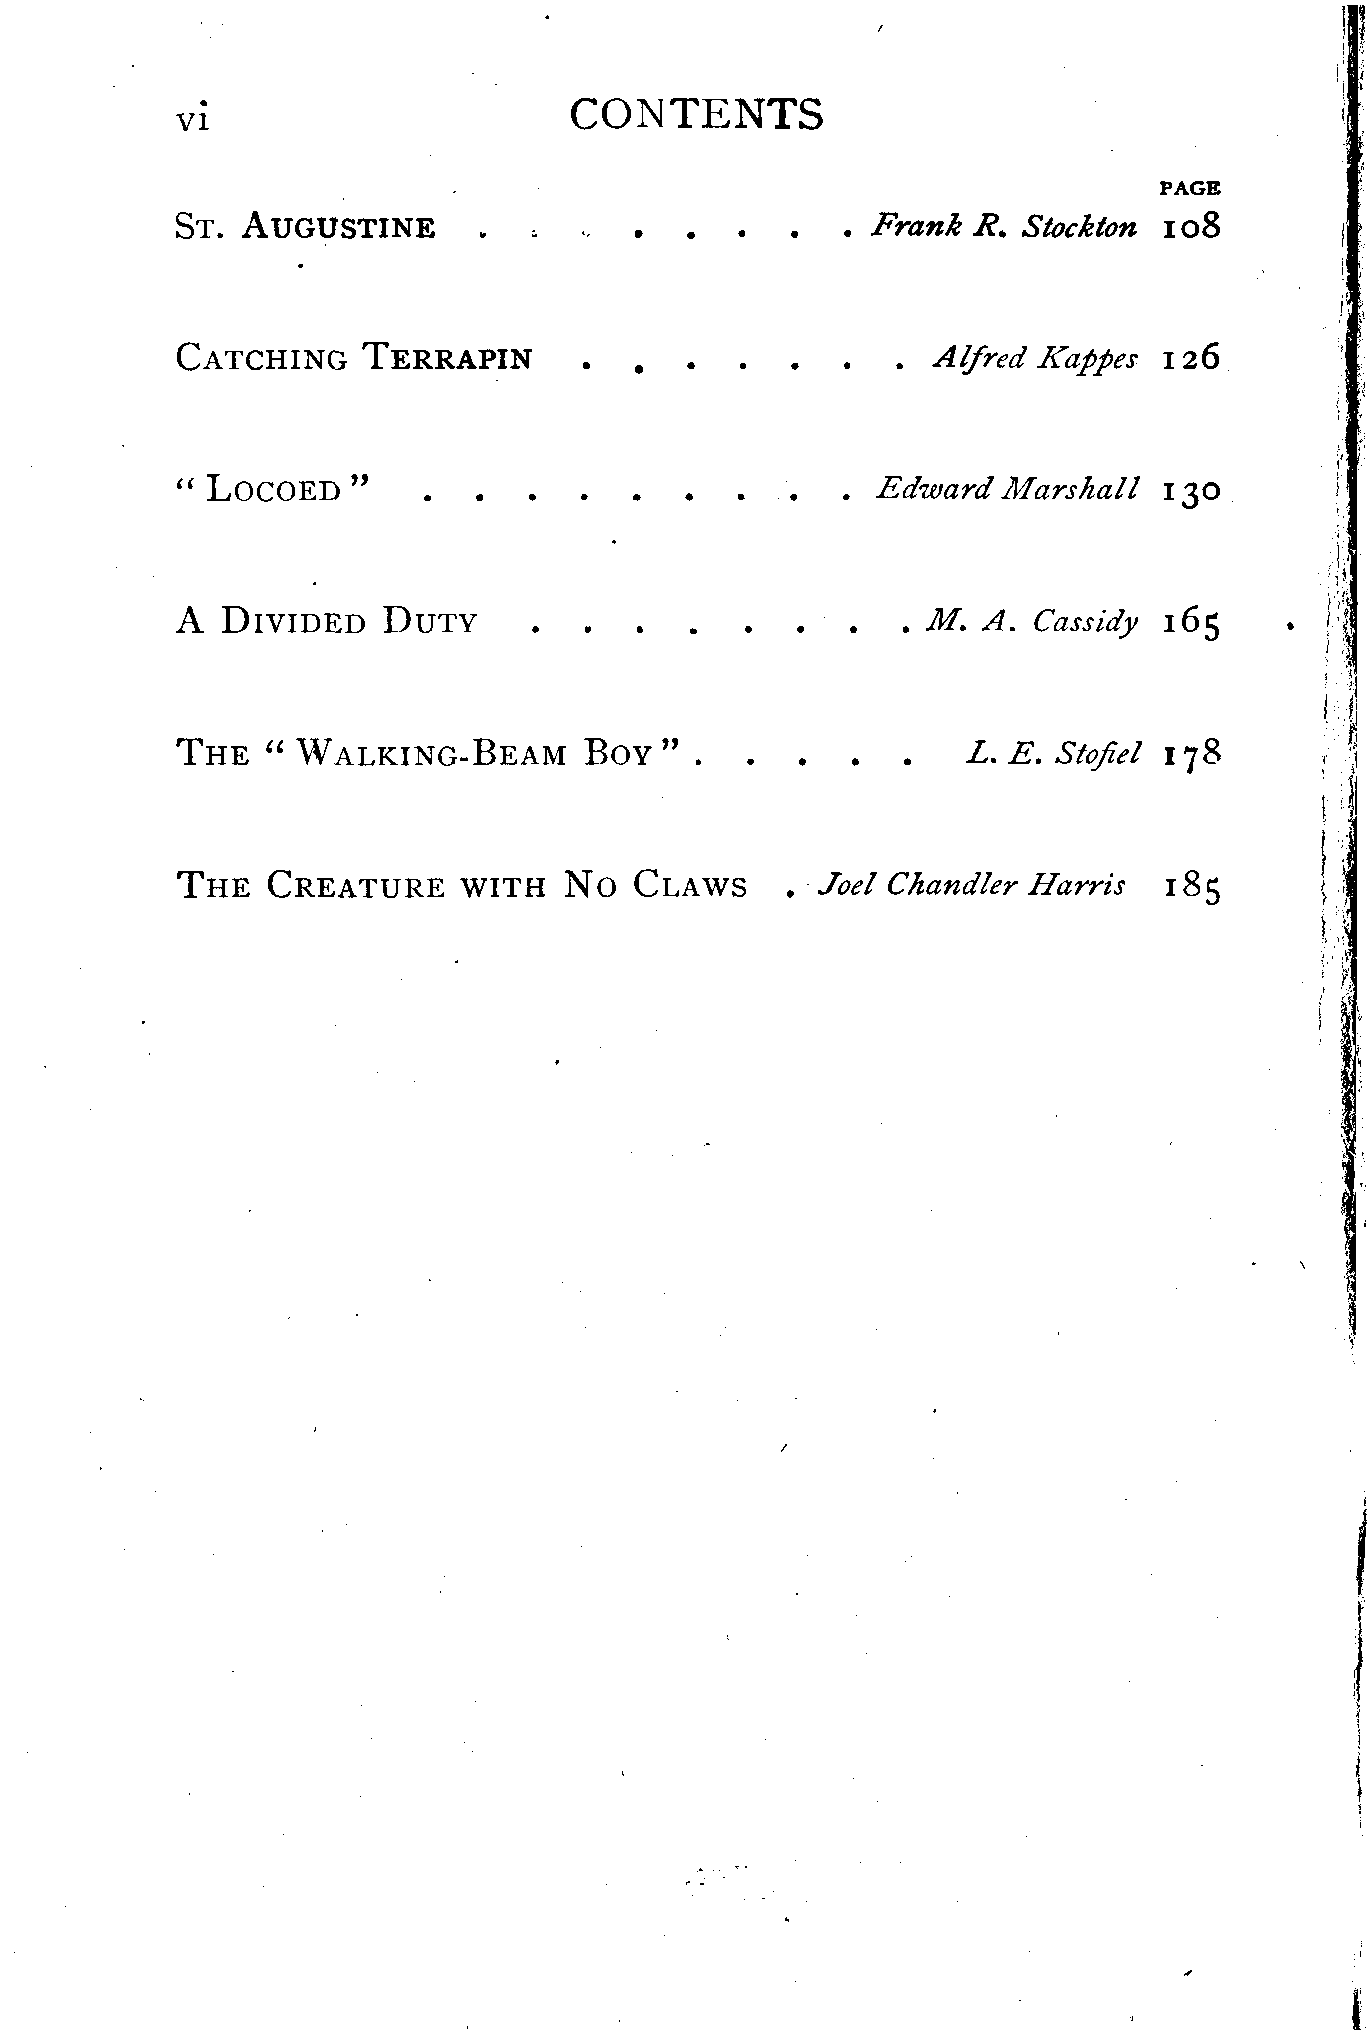 vi CONTENTS
PAGE
ST. AUGUSTINE . . . . . . . . Frank R. Stockton 108
CATCHING TERRAPIN . . . . . . . Alfred Kappes 126
“ LOCOED ” . . . . . . . . . Edward Marshall 130
A DIVIDED DUTY . . . . . . . . M. A. Cassidy 165
THE “ WALKING-BEAM BOY ” . . . . . L. E. Stofiel 178
THE CREATURE WITH NO CLAWS . Joel Chandler Harris 185